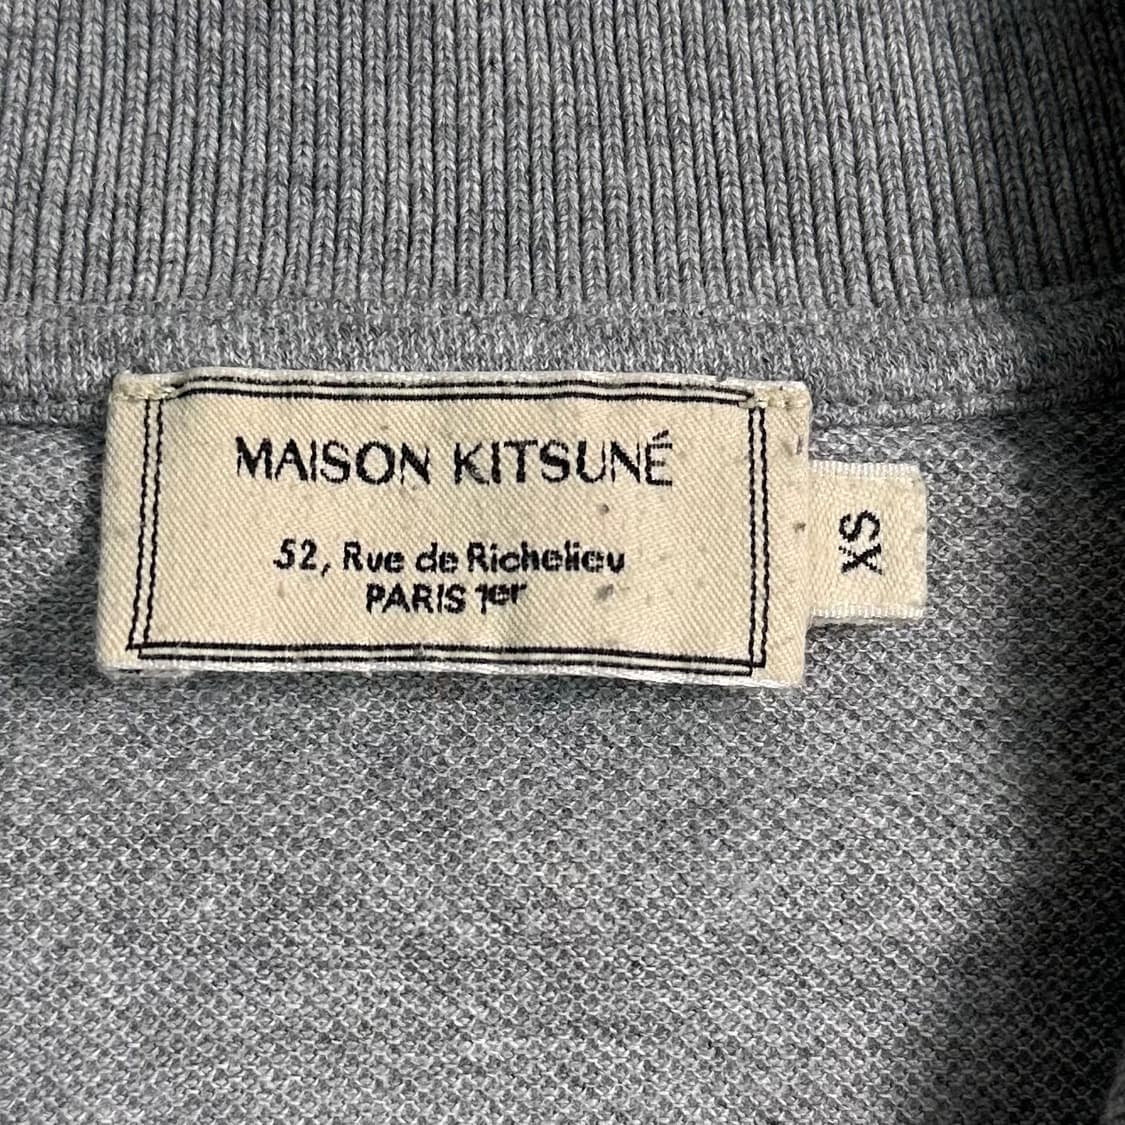 MAISON KITSUNÉ
52, Rue de Richelieu
PARIS 1er
XS